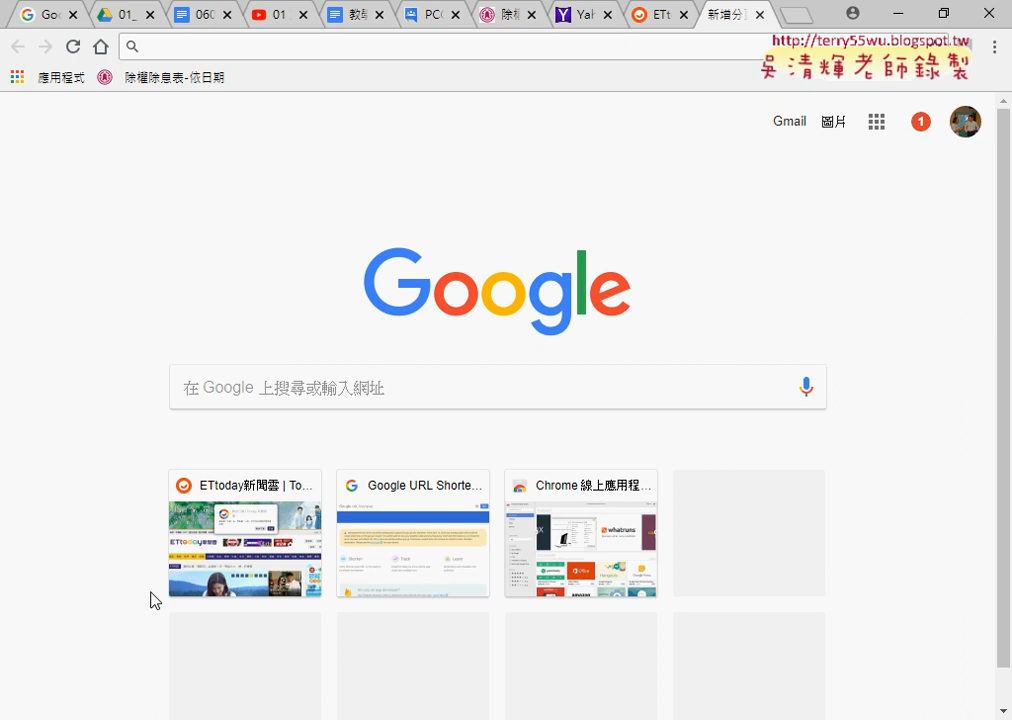 Goo
01_
060
01
教
PC
除權
Yah
ETt
新增分
http://terry55wu.blogspot.tw
吳清輝老師錄製
應用程式
除權除息表-依日期
Gmail
圖片
1
Google
在 Google 上搜尋或輸入網址
ETtoday新聞雲 | To...
Google URL Shorte...
Chrome 線上應用程...